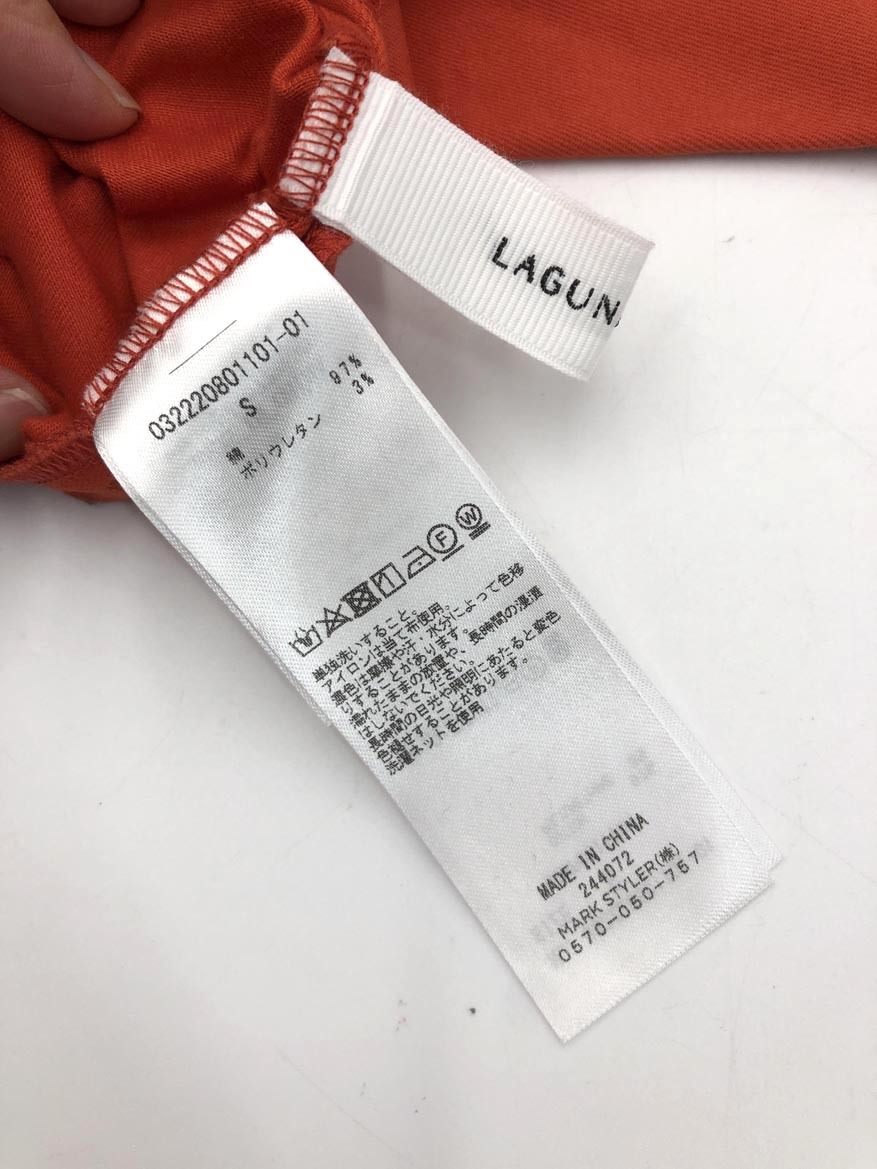 LAGUN
032220801101-01
S
綿 97%
ポリウレタン 3%
F
W
単独洗いすること。
アイロンは当て布使用。
濃色は摩擦や汗・水分によって色移
りすることがあります。
濡れたままの放置や、長時間の浸漬
はしないでください。
長時間の日光や照明にあたると変色
色褪せすることがあります。
洗濯ネットを使用
MADE IN CHINA
244072
MARK STYLER(株)
0570-050-757